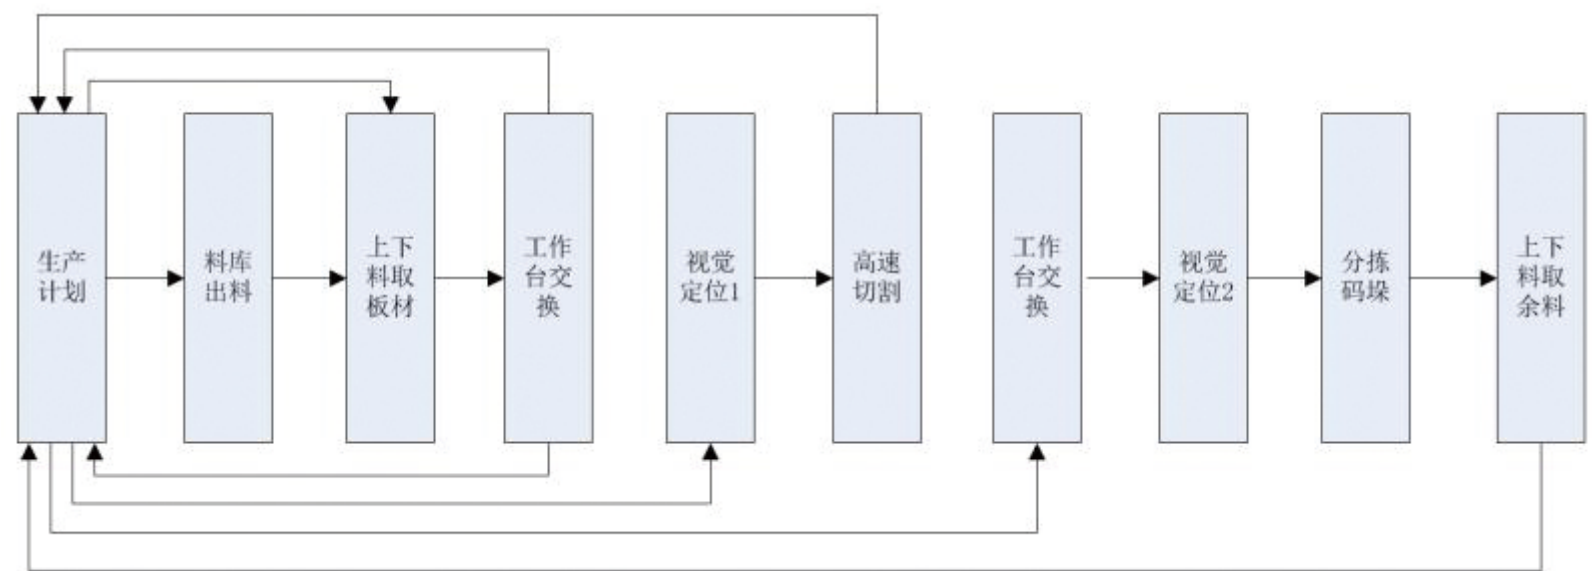 生产
计划
料库
出料
上下
料取
板材
工作
台交
换
视觉
定位1
高速
切割
工作
台交
换
视觉
定位2
分拣
码垛
上下
料取
余料